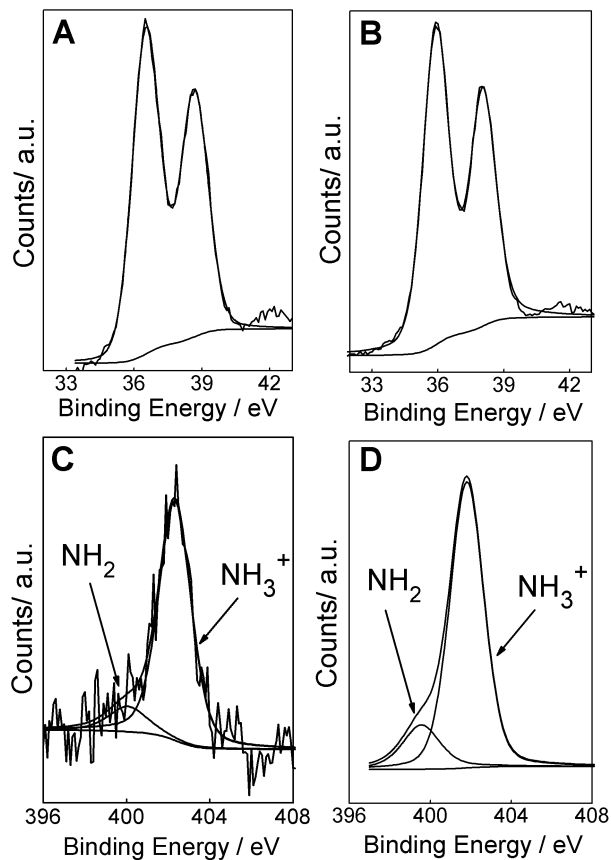 A
Counts/ a.u.
33 36 39 42
Binding Energy / eV
B
Counts/ a.u.
33 36 39 42
Binding Energy / eV
C
NH2
NH3+
Counts/ a.u.
396 400 404 408
Binding Energy / eV
D
NH2
NH3+
Counts/ a.u.
396 400 404 408
Binding Energy / eV